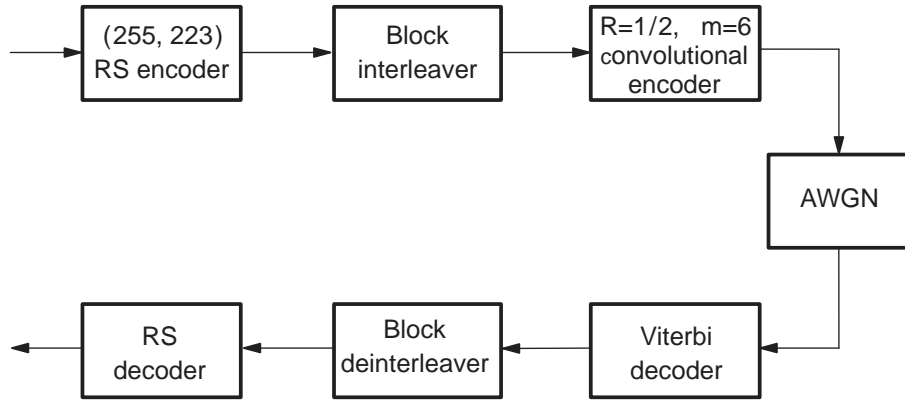 (255, 223)
RS encoder
Block
interleaver
R=1/2, m=6
convolutional
encoder
AWGN
RS
decoder
Block
deinterleaver
Viterbi
decoder